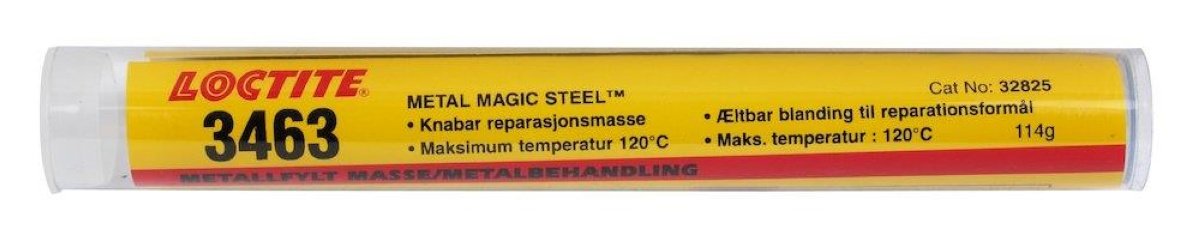 LOCTITE®
3463
METAL MAGIC STEEL™
• Knabar reparasjonsmasse
• Maksimum temperatur 120°C
Cat No: 32825
• Æltbar blanding til reparationsformål
• Maks. temperatur : 120°C
114g
METALLFYLT MASSE/METALBEHANDLING